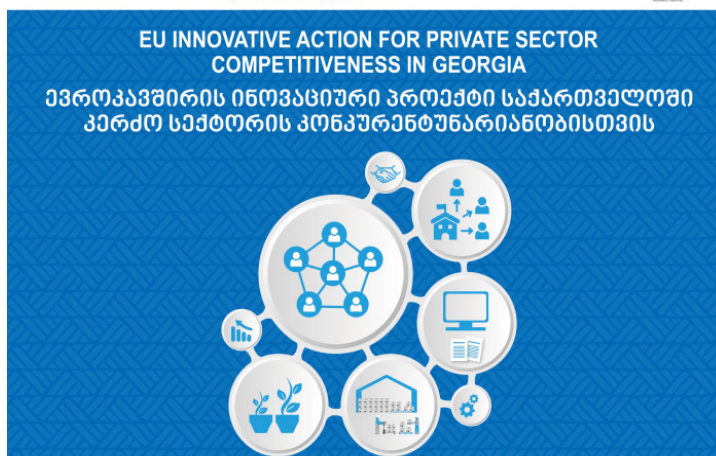 EU INNOVATIVE ACTION FOR PRIVATE SECTOR
COMPETITIVENESS IN GEORGIA
ევროკავშირის ინოვაციური პროექტი საქართველოში
კერძო სექტორის კონკურენტუნარიანობისთვის